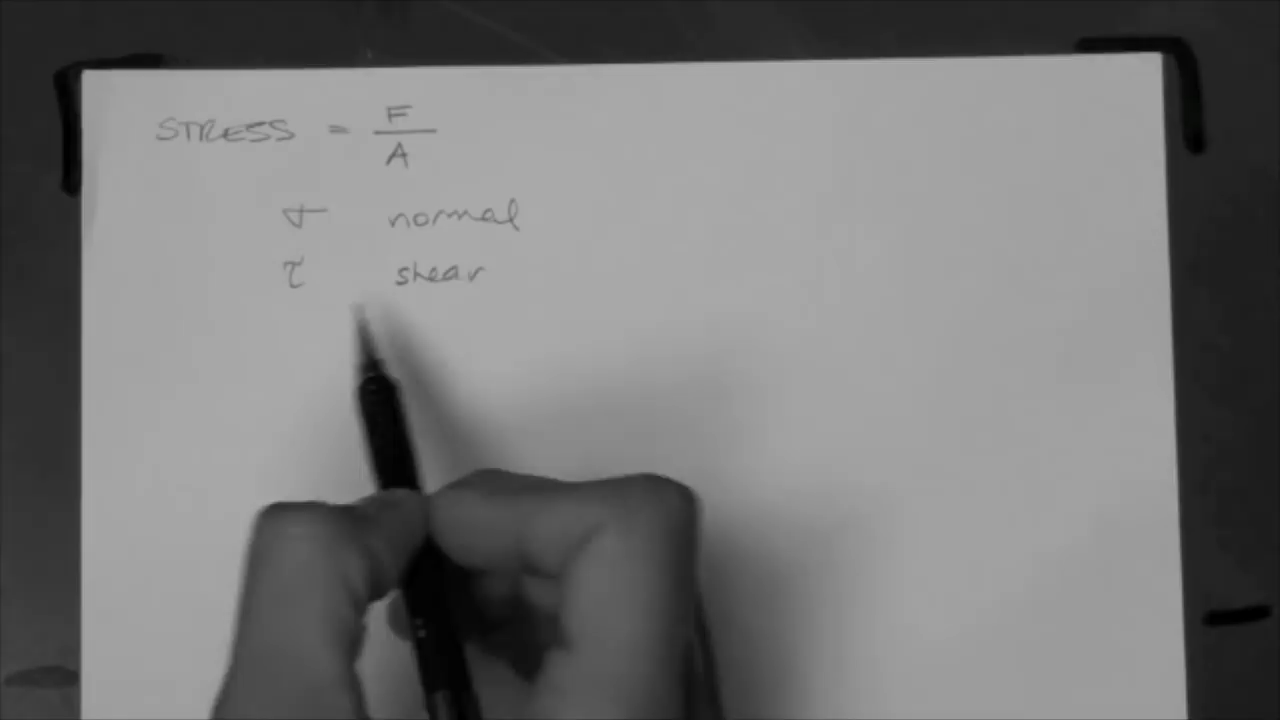 STRESS = F/A
σ normal
τ shear